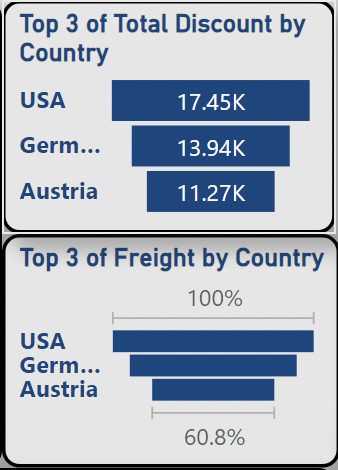 Top 3 of Total Discount by
Country
USA 17.45K
Germ... 13.94K
Austria 11.27K
Top 3 of Freight by Country
100%
USA
Germ...
Austria
60.8%